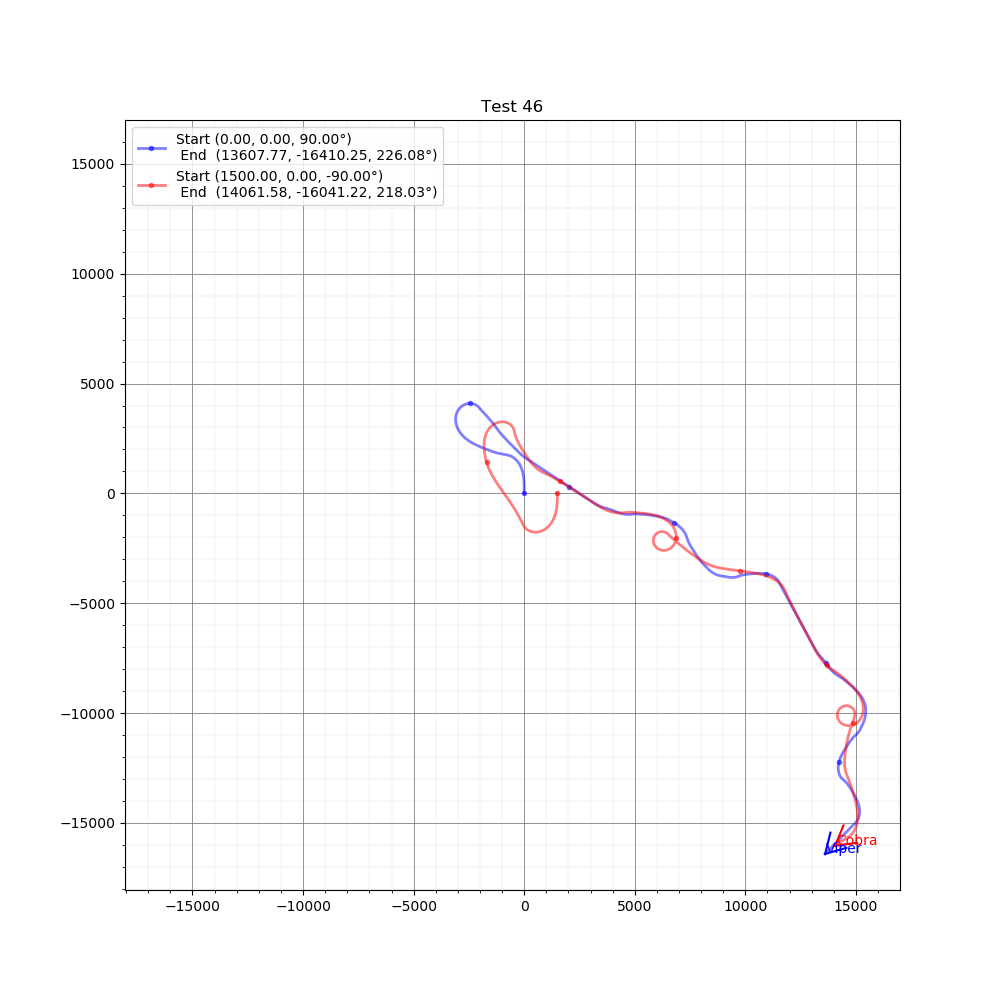 Test 46
Start (0.00, 0.00, 90.00°)
End  (13607.77, -16410.25, 226.08°)
Start (1500.00, 0.00, -90.00°)
End  (14061.58, -16041.22, 218.03°)
15000
10000
5000
0
−5000
−10000
−15000
Cobra
Viper
−15000 −10000 −5000 0 5000 10000 15000